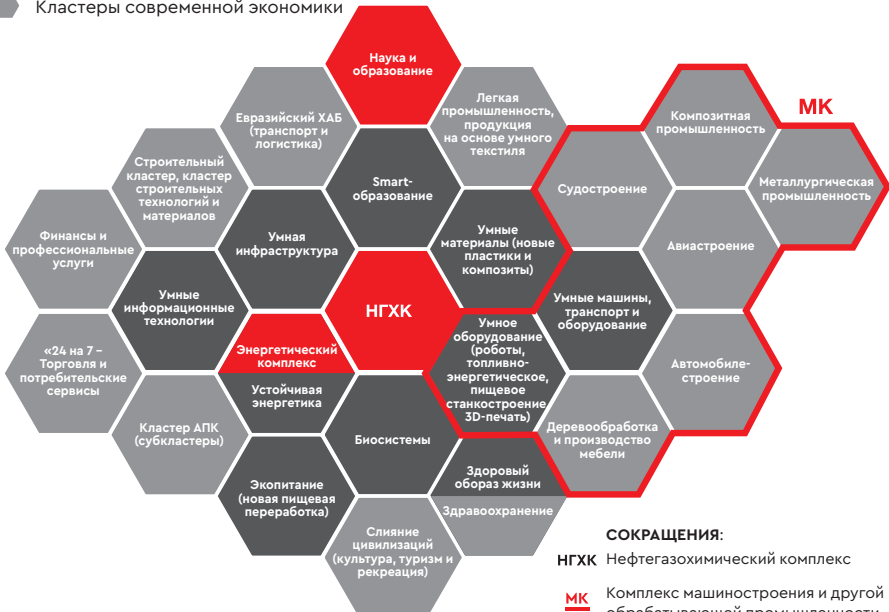 Кластеры современной экономики
Наука и
образование
Легкая
промышленность,
продукция
на основе умного
текстиля
Евразийский ХАБ
(транспорт и
логистика)
Композитная
промышленность
МК
Строительный
кластер, кластер
строительных
технологий и
материалов
Smart-
образование
Судостроение
Металлургическая
промышленность
Финансы и
профессиональные
услуги
Умная
инфраструктура
Умные
материалы (новые
пластики и
композиты)
Авиастроение
Умные
информационные
технологии
НГХК
Умные машины,
транспорт и
оборудование
«24 на 7 –
Торговля и
потребительские
сервисы
Энергетический
комплекс
Устойчивая
энергетика
Умное
оборудование
(роботы,
топливно-
энергетическое,
пищевое
станкостроение,
3D-печать)
Автомобиле-
строение
Кластер АПК
(субкластеры)
Биосистемы
Деревообработка
и производство
мебели
Экопитание
(новая пищевая
переработка)
Здоровый
обораз жизни
Здравоохранение
Слияние
цивилизаций
(культура, туризм и
рекреация)
СОКРАЩЕНИЯ:
НГХК Нефтегазохимический комплекс
МК Комплекс машиностроения и другой
обрабатывающей промышленности